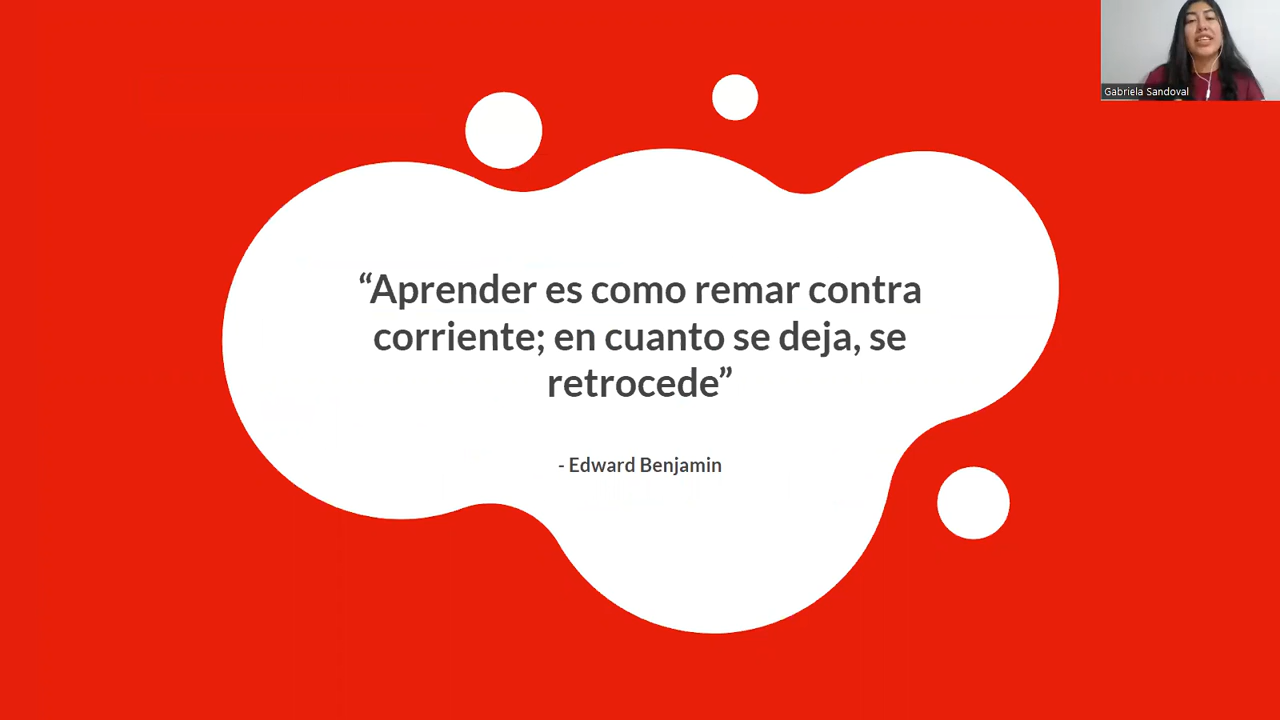 Gabriela Sandoval
“Aprender es como remar contra
corriente; en cuanto se deja, se
retrocede”
- Edward Benjamin